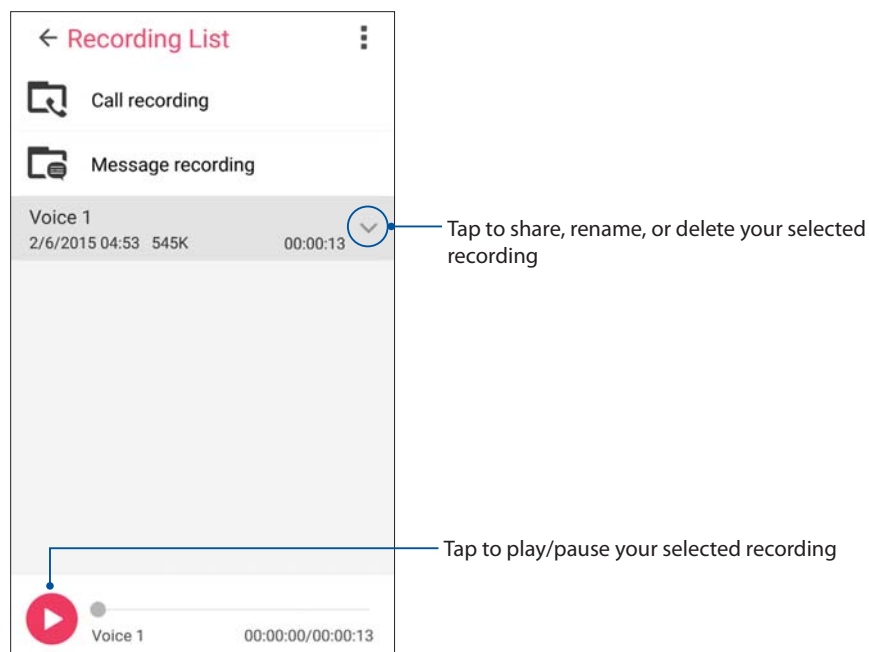 Recording List
Call recording
Message recording
Voice 1
2/6/2015 04:53 545K 00:00:13
Tap to share, rename, or delete your selected
recording
Tap to play/pause your selected recording
Voice 1 00:00:00/00:00:13